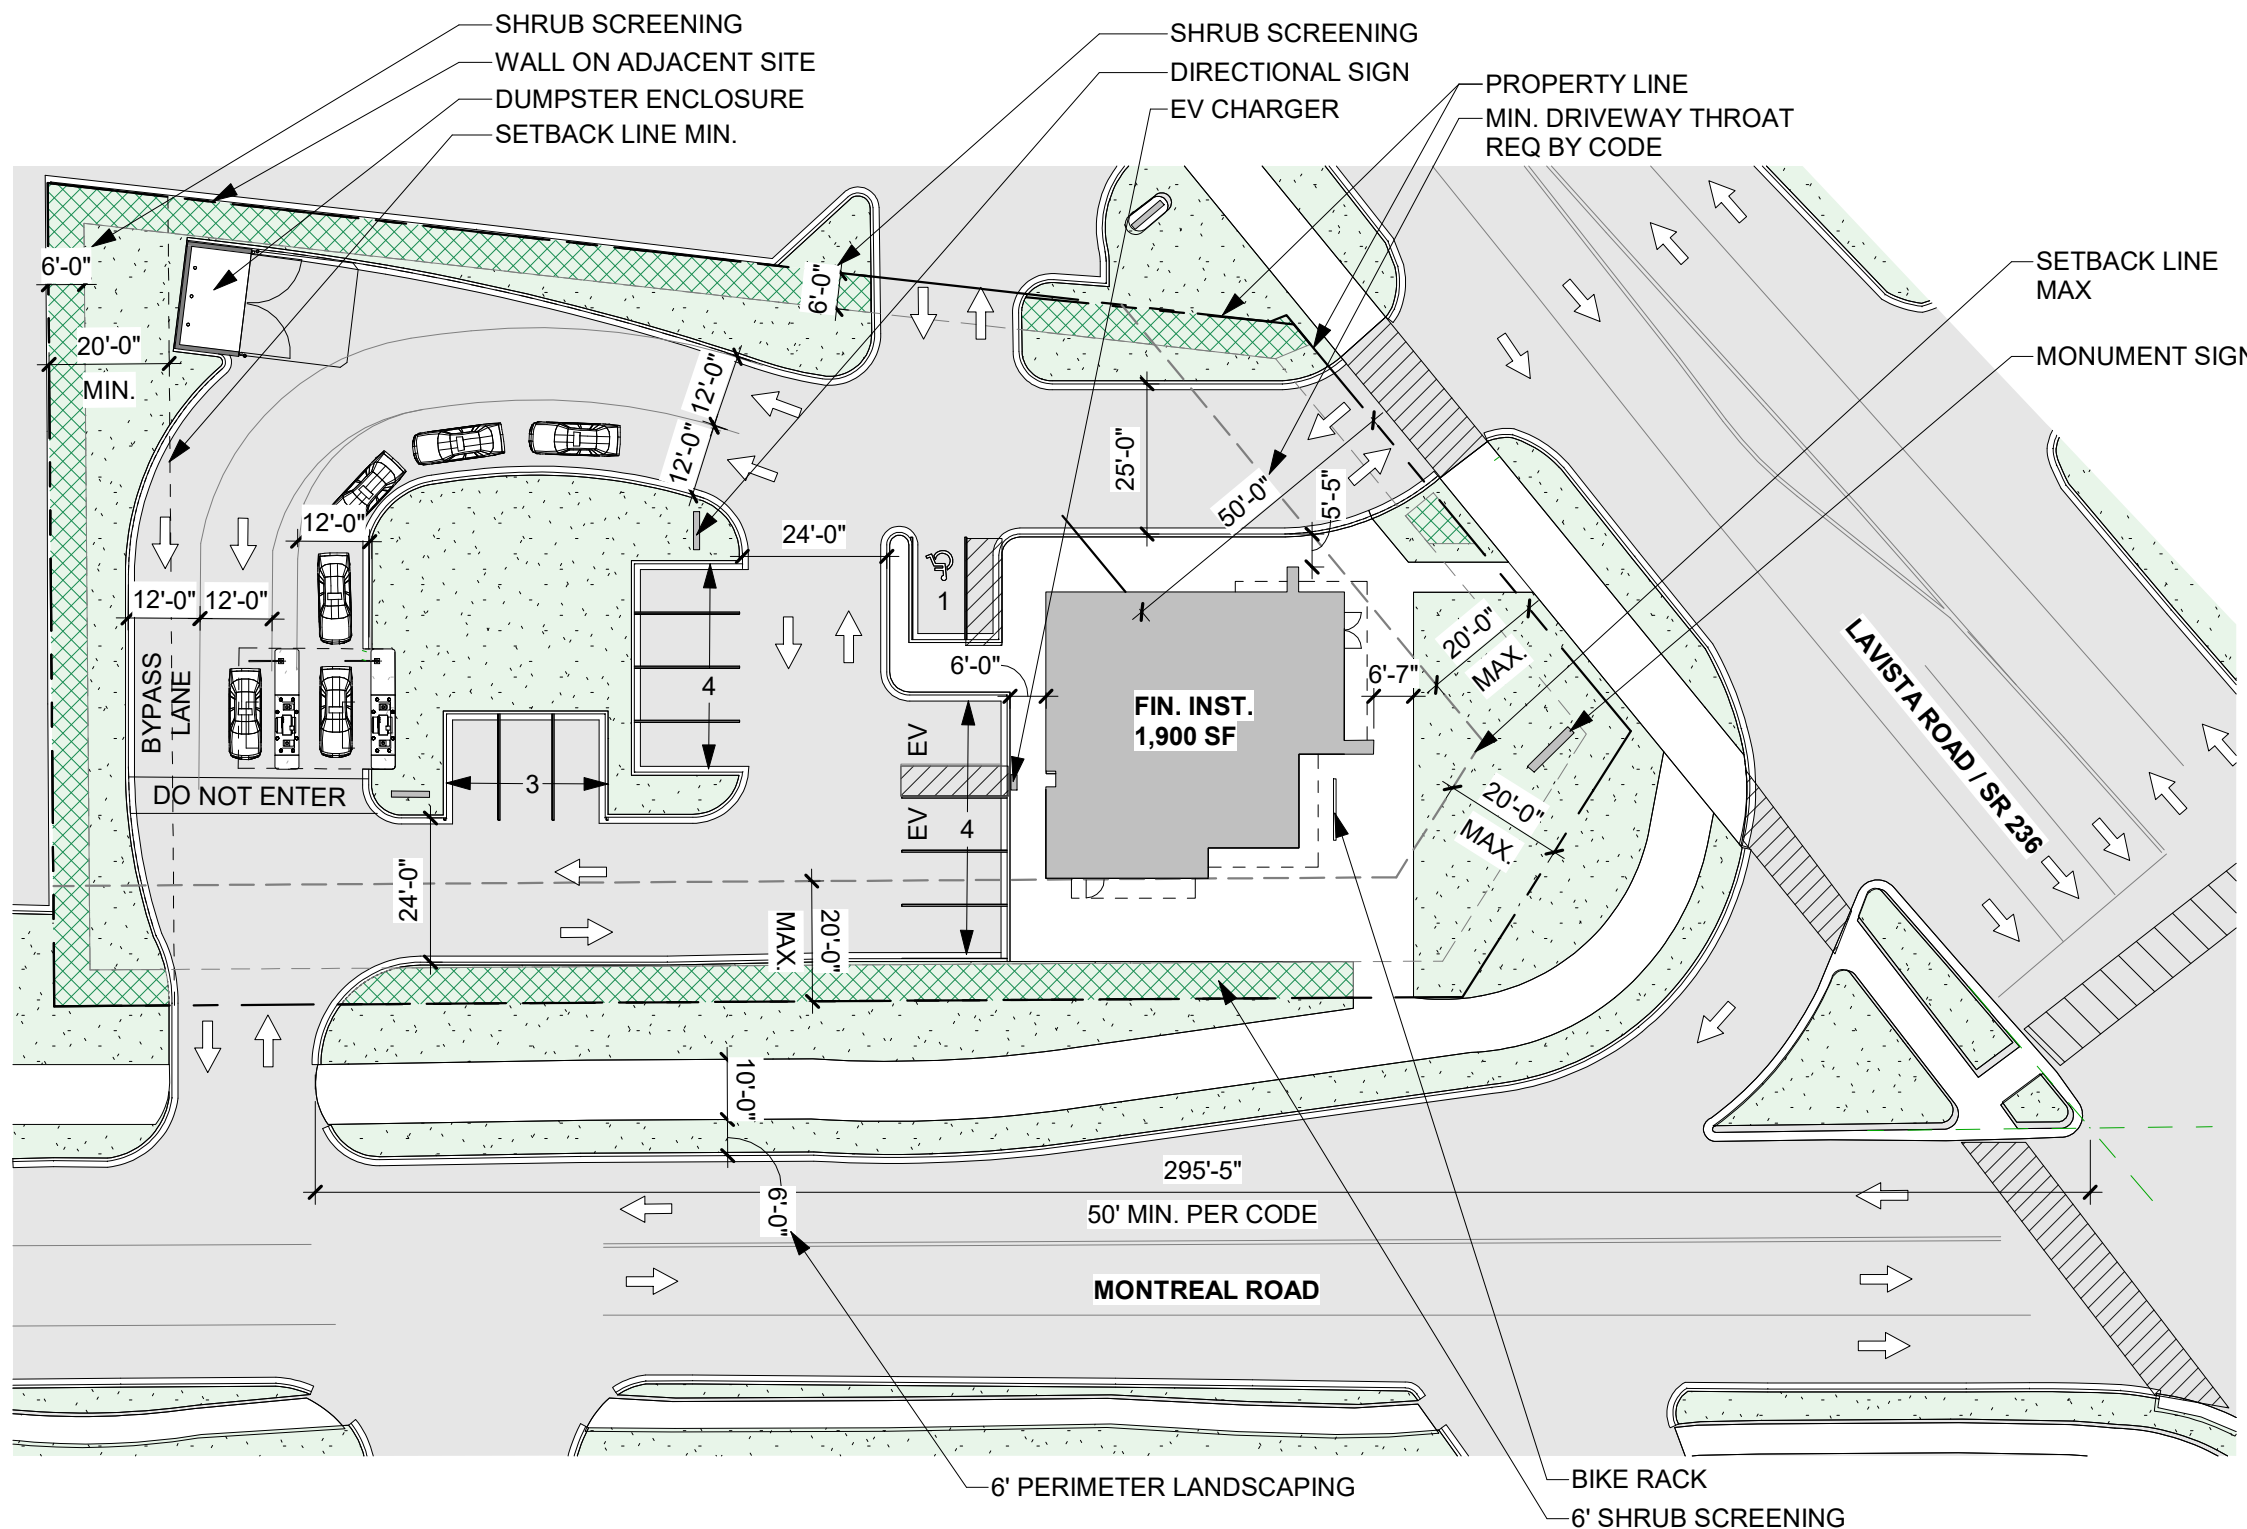 SHRUB SCREENING
WALL ON ADJACENT SITE
DUMPSTER ENCLOSURE
SETBACK LINE MIN.
SHRUB SCREENING
DIRECTIONAL SIGN
EV CHARGER
PROPERTY LINE
MIN. DRIVEWAY THROAT
REQ BY CODE
SETBACK LINE
MAX
MONUMENT SIGN
6'-0"
20'-0"
MIN.
6'-0"
12'-0"
12'-0"
12'-0"
24'-0"
25'-0"
50'-0"
5'-5"
12'-0"
12'-0"
BYPASS
LANE
DO NOT ENTER
1
4
3
6'-0"
EV
EV
4
FIN. INST.
1,900 SF
6'-7"
20'-0"
MAX.
20'-0"
MAX.
LAVISTA ROAD / SR 236
24'-0"
20'-0"
MAX.
10'-0"
6'-0"
295'-5"
50' MIN. PER CODE
MONTREAL ROAD
6' PERIMETER LANDSCAPING
BIKE RACK
6' SHRUB SCREENING